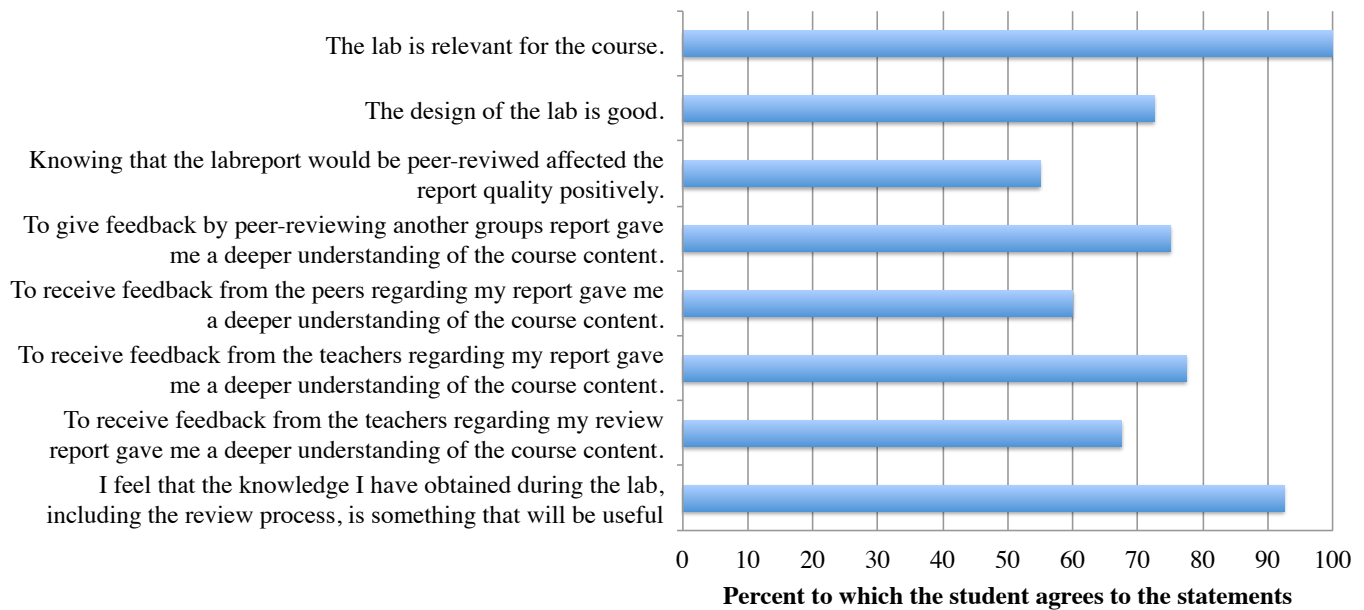 The lab is relevant for the course.
The design of the lab is good.
Knowing that the labreport would be peer-reviwed affected the
report quality positively.
To give feedback by peer-reviewing another groups report gave
me a deeper understanding of the course content.
To receive feedback from the peers regarding my report gave me
a deeper understanding of the course content.
To receive feedback from the teachers regarding my report gave
me a deeper understanding of the course content.
To receive feedback from the teachers regarding my review
report gave me a deeper understanding of the course content.
I feel that the knowledge I have obtained during the lab,
including the review process, is something that will be useful
0 10 20 30 40 50 60 70 80 90 100
Percent to which the student agrees to the statements